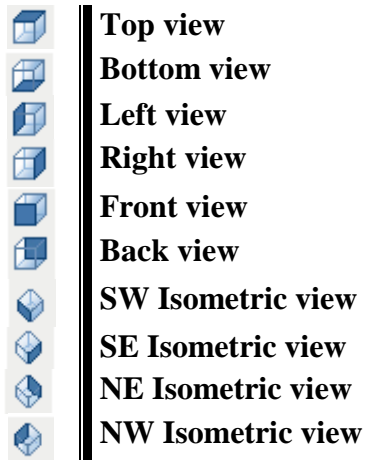 Top view
Bottom view
Left view
Right view
Front view
Back view
SW Isometric view
SE Isometric view
NE Isometric view
NW Isometric view